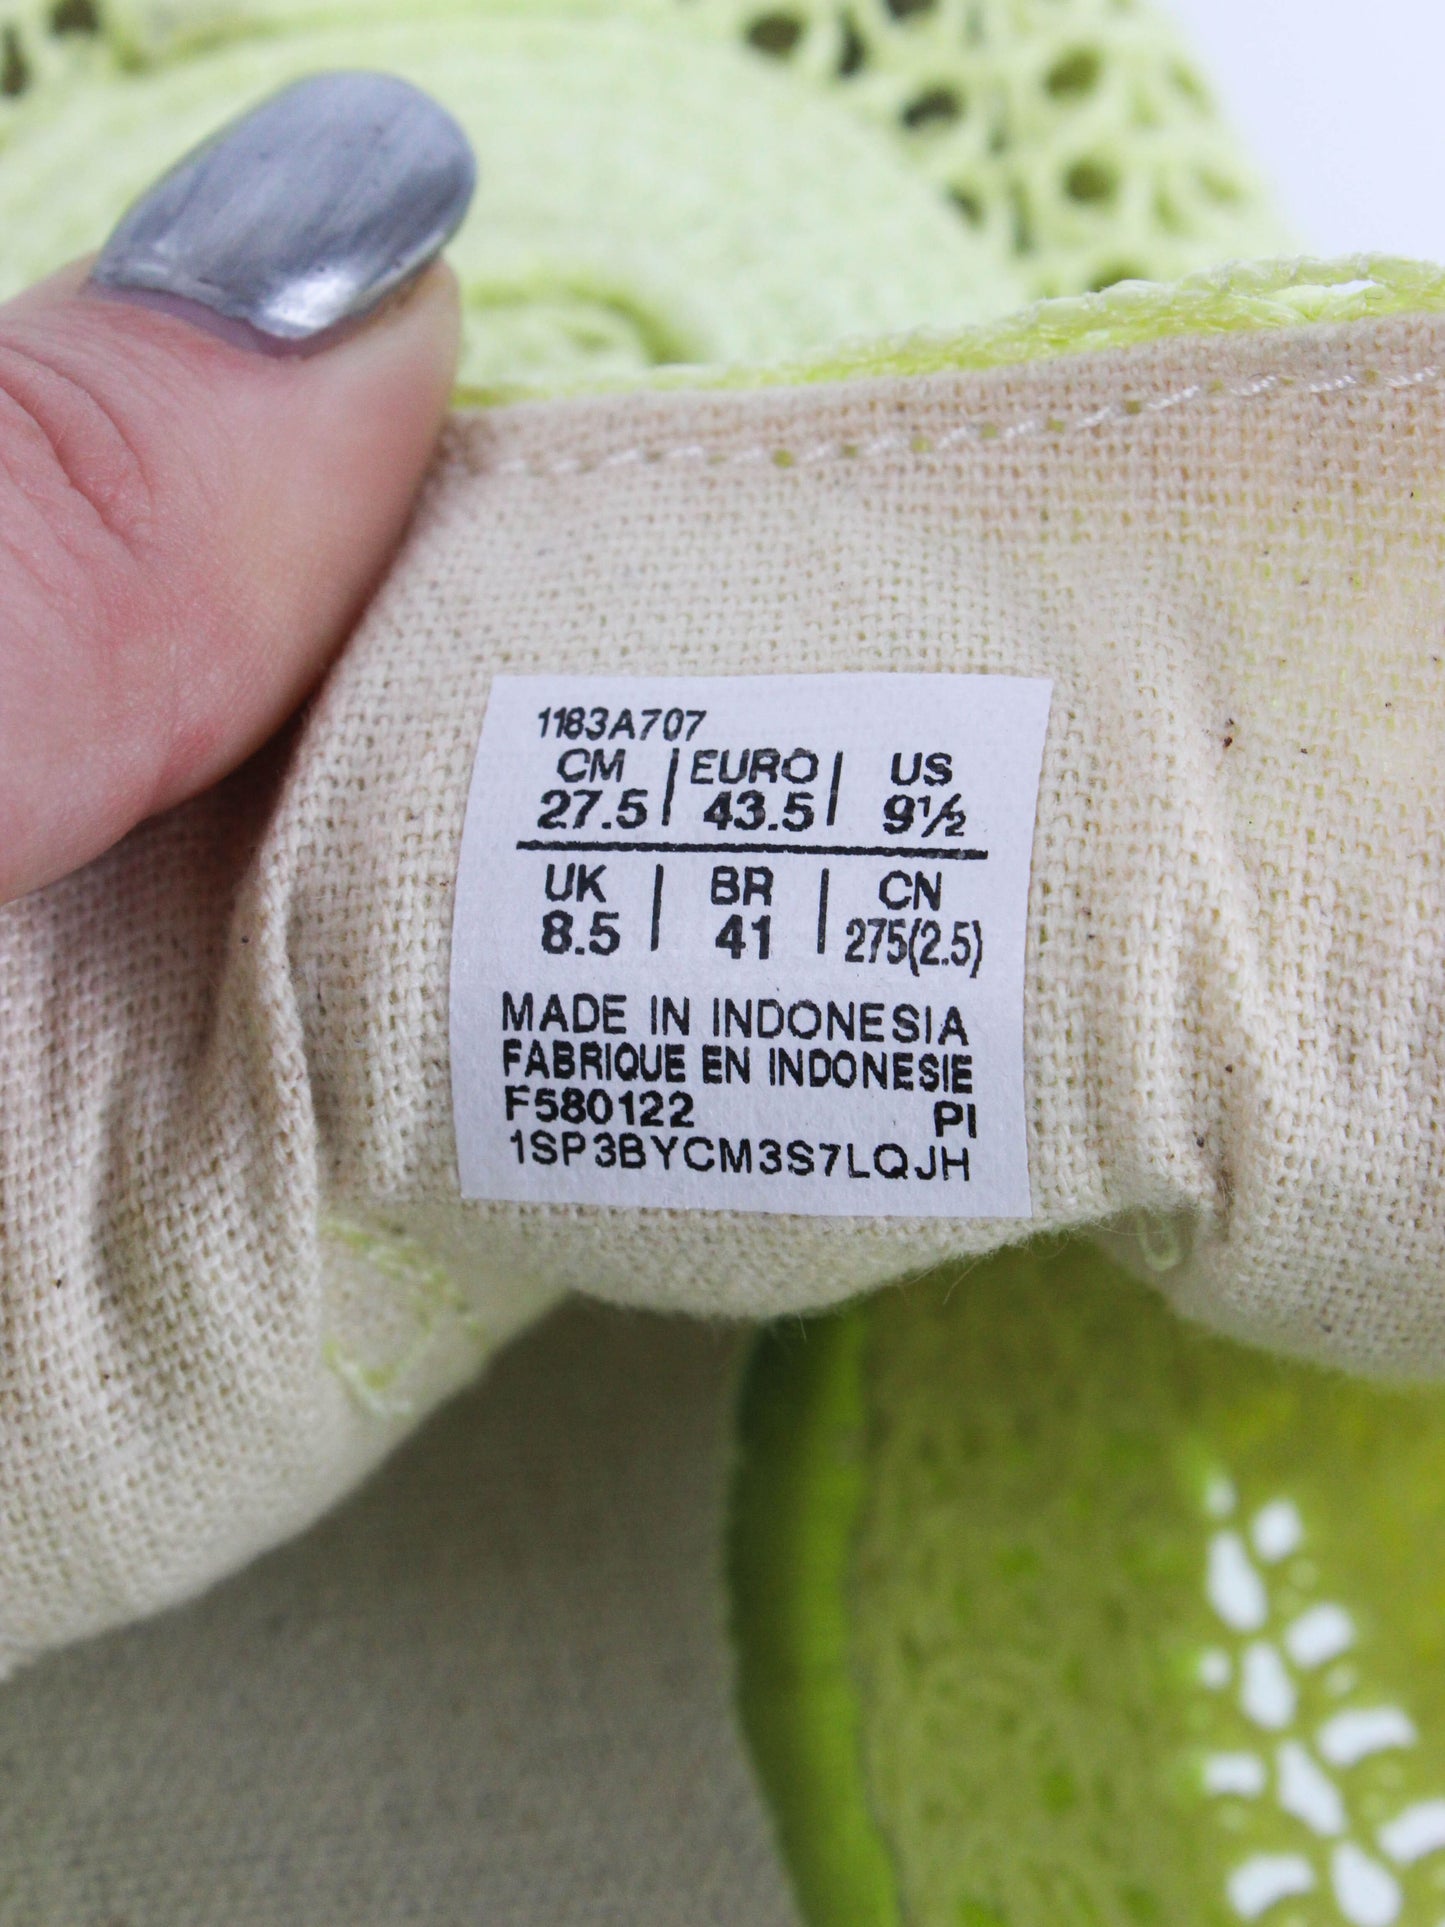 1183A707
CM | EURO | US
27.5 | 43.5 | 9½
UK | BR | CN
8.5 | 41 | 275(2.5)
MADE IN INDONESIA
FABRIQUE EN INDONESIE
F580122 PI
1SP3BYCM3S7LQJH